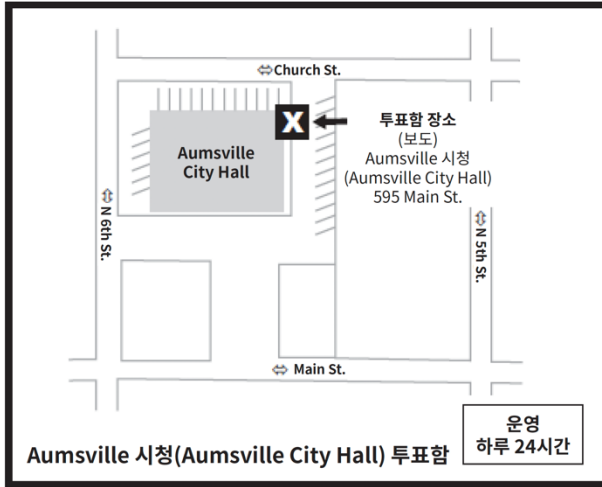 ⇔Church St.
X
투표함 장소
(보도)
Aumsville 시청
(Aumsville City Hall)
595 Main St.
Aumsville
City Hall
⇔ N 6th St.
⇔ N 5th St.
⇔ Main St.
운영
하루 24시간
Aumsville 시청(Aumsville City Hall) 투표함